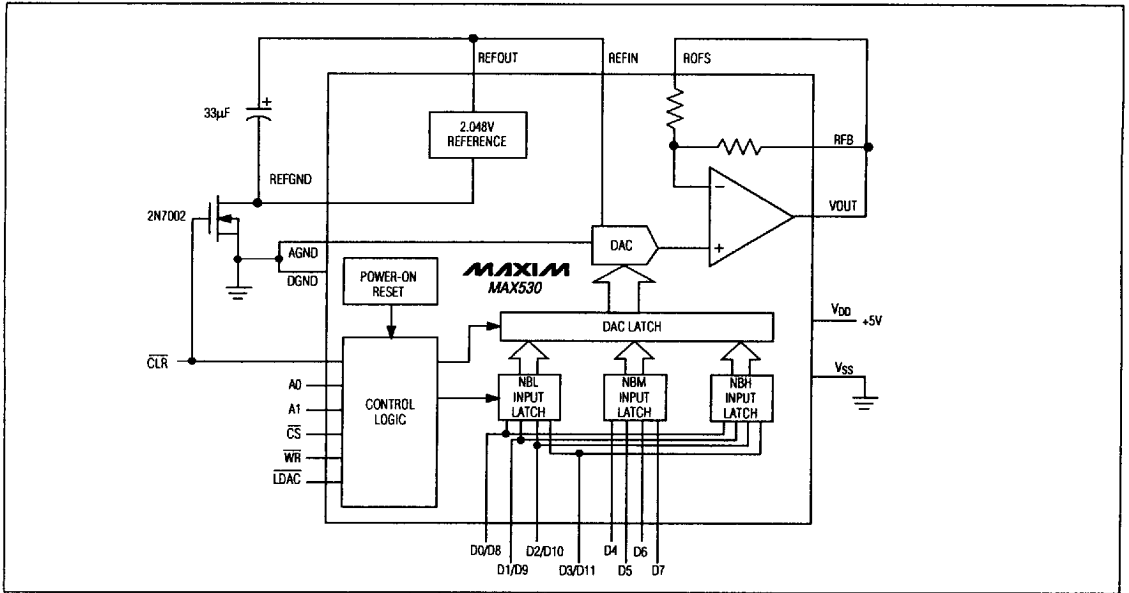 REFOUT
REFIN
ROFS
33µF
+
2.048V
REFERENCE
RFB
REFGND
2N7002
−
VOUT
+
AGND
DAC
DGND
MAXIM
MAX530
POWER-ON
RESET
VDD
+5V
DAC LATCH
CLR
VSS
A0
A1
CS
WR
LDAC
CONTROL
LOGIC
NBL
INPUT
LATCH
NBM
INPUT
LATCH
NBH
INPUT
LATCH
D0/D8
D1/D9
D2/D10
D3/D11
D4
D5
D6
D7